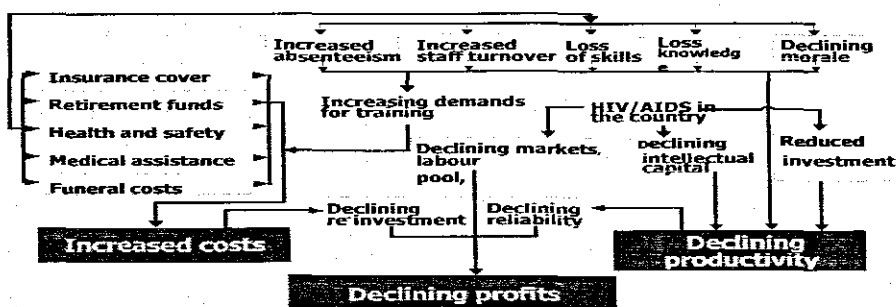 Increased
absenteeism
Increased
staff turnover
Loss
of skills
Loss
knowledg
e
Declining
morale
Insurance cover
Retirement funds
Health and safety
Medical assistance
Funeral costs
Increasing demands
for training
HIV/AIDS in
the country
Declining markets,
labour
pool,
Declining
intellectual
capital
Reduced
investment
Declining
re'investment
Declining
reliability
Increased costs
Declining
productivity
Declining profits